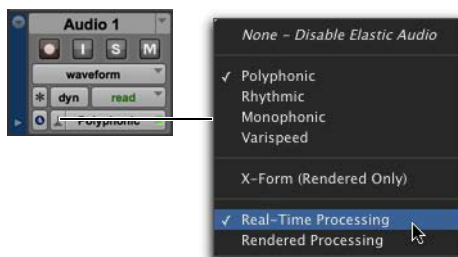 Audio 1
I S M
waveform
* dyn read
Polyphonic
None – Disable Elastic Audio
✓ Polyphonic
Rhythmic
Monophonic
Varispeed
X-Form (Rendered Only)
✓ Real-Time Processing
Rendered Processing